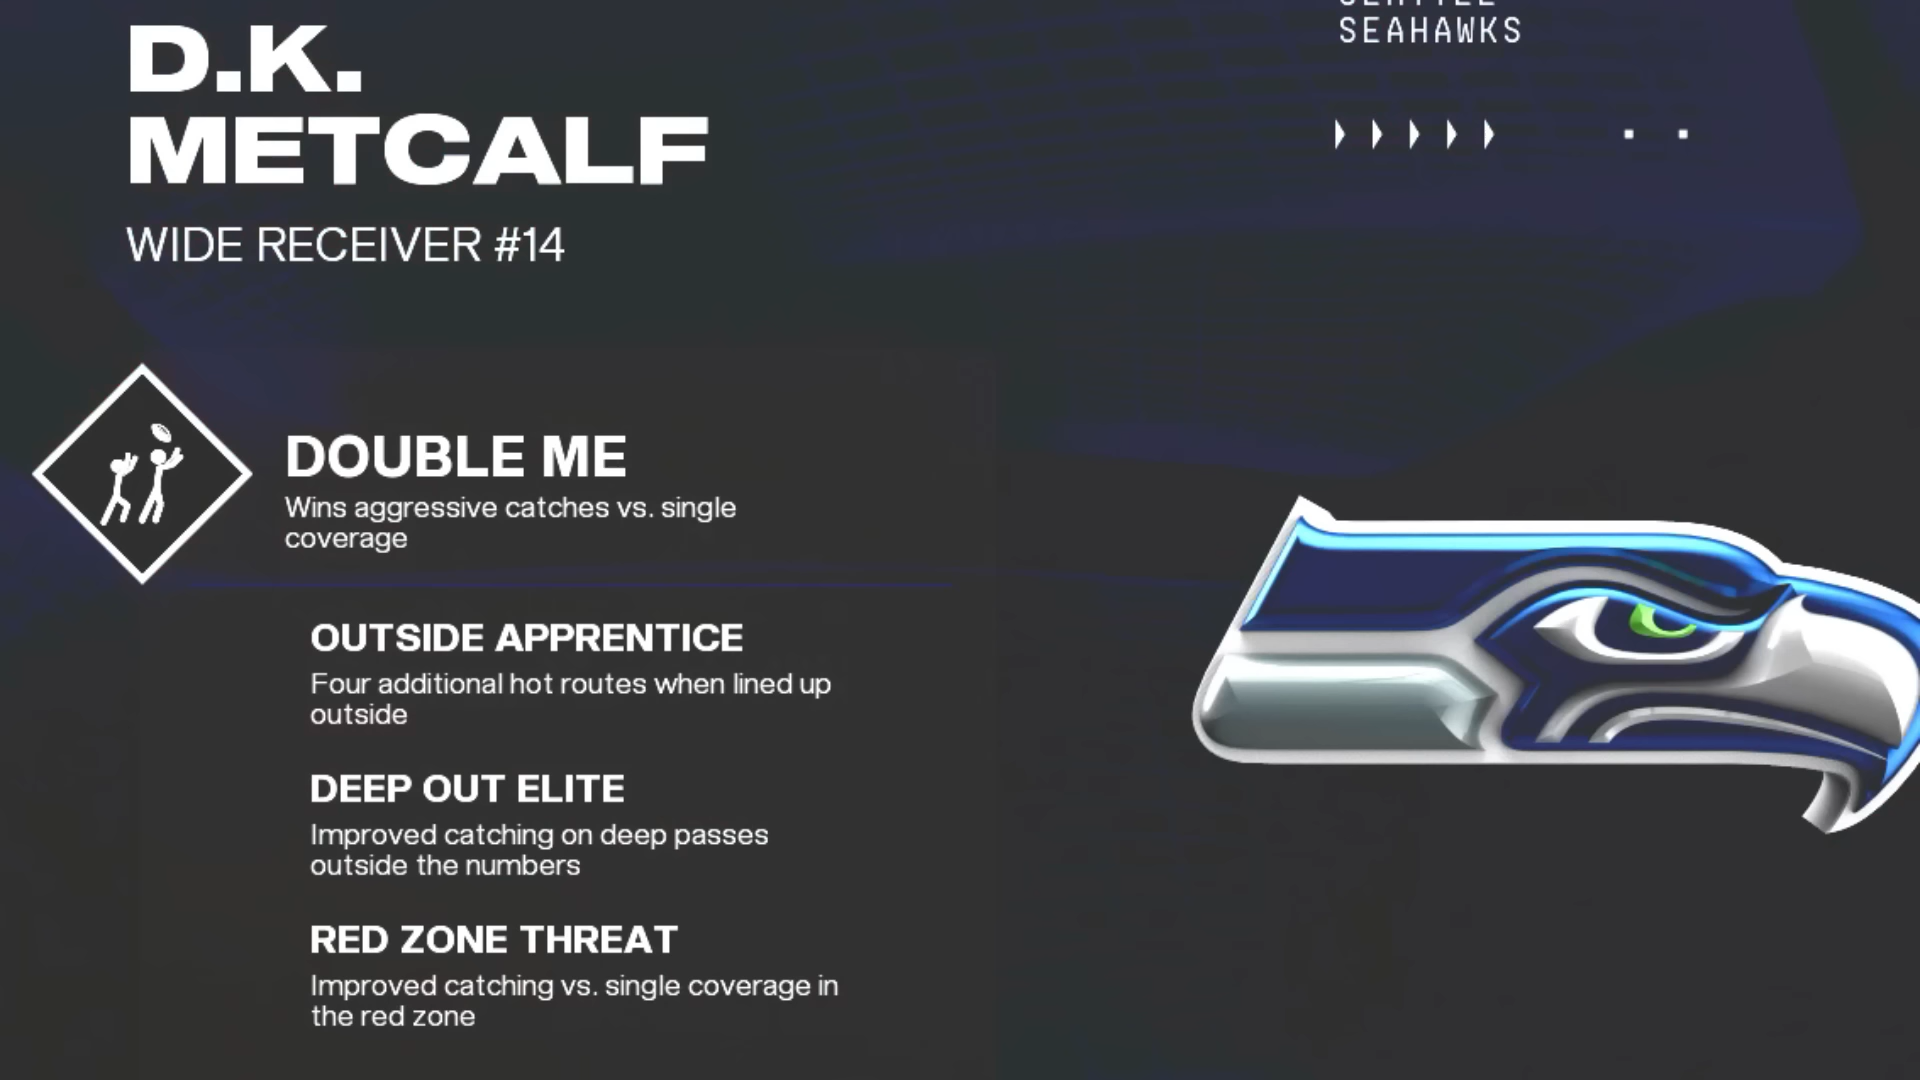 D.K.
METCALF
WIDE RECEIVER #14
SEATTLE
SEAHAWKS
DOUBLE ME
Wins aggressive catches vs. single
coverage
OUTSIDE APPRENTICE
Four additional hot routes when lined up
outside
DEEP OUT ELITE
Improved catching on deep passes
outside the numbers
RED ZONE THREAT
Improved catching vs. single coverage in
the red zone